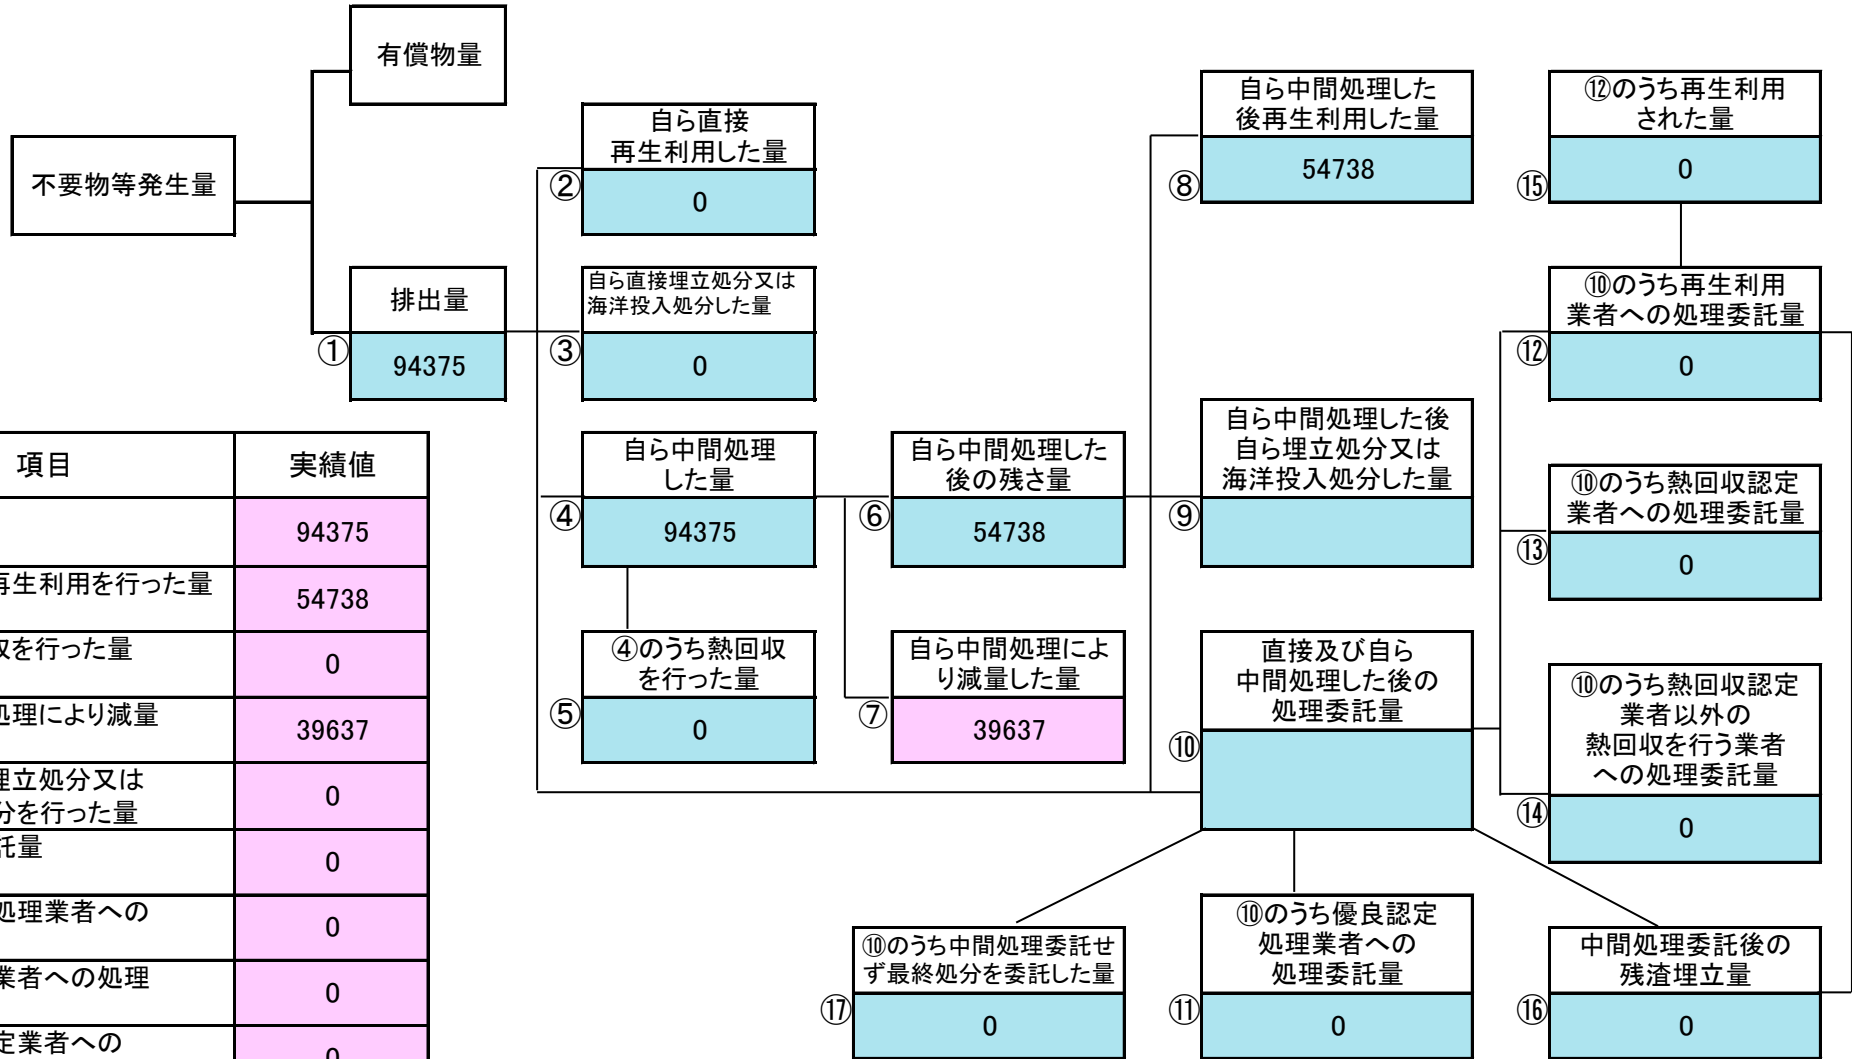 有償物量
不要物等発生量
排出量
①
94375
自ら直接
再生利用した量
②
0
自ら直接埋立処分又は
海洋投入処分した量
③
0
自ら中間処理
した量
④
94375
④のうち熱回収
を行った量
⑤
0
自ら中間処理した
後の残さ量
⑥
54738
自ら中間処理によ
り減量した量
⑦
39637
自ら中間処理した
後再生利用した量
⑧
54738
自ら中間処理した後
自ら埋立処分又は
海洋投入処分した量
⑨
直接及び自ら
中間処理した後の
処理委託量
⑩
⑫のうち再生利用
された量
⑮
0
⑩のうち再生利用
業者への処理委託量
⑫
0
⑩のうち熱回収認定
業者への処理委託量
⑬
0
⑩のうち熱回収認定
業者以外の
熱回収を行う業者
への処理委託量
⑭
0
⑩のうち中間処理委託せ
ず最終処分を委託した量
⑰
0
⑩のうち優良認定
処理業者への
処理委託量
⑪
0
中間処理委託後の
残渣埋立量
⑯
0
項目 実績値
94375
再生利用を行った量 54738
を行った量 0
処理により減量 39637
埋立処分又は
分を行った量 0
託量 0
処理業者への 0
業者への処理 0
定業者への 0